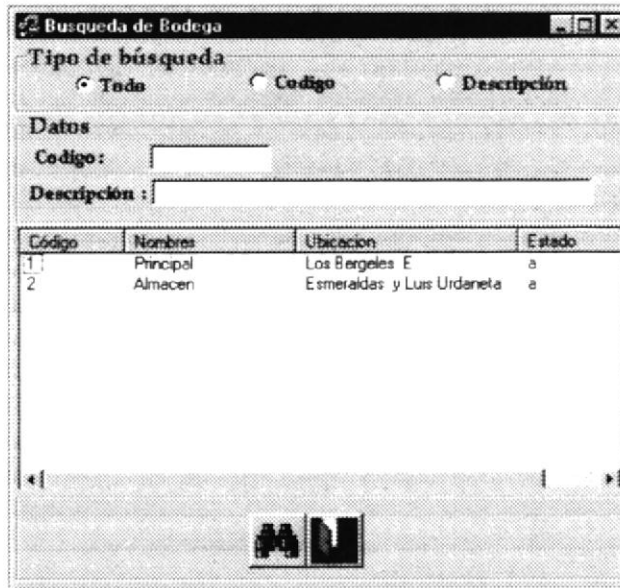 Busqueda de Bodega
Tipo de búsqueda
Todo Codigo Descripción
Datos
Codigo :
Descripción :
Código Nombres Ubicacion Estado
1 Principal Los Bergeles E a
2 Almacen Esmeraldas y Luis Urdaneta a